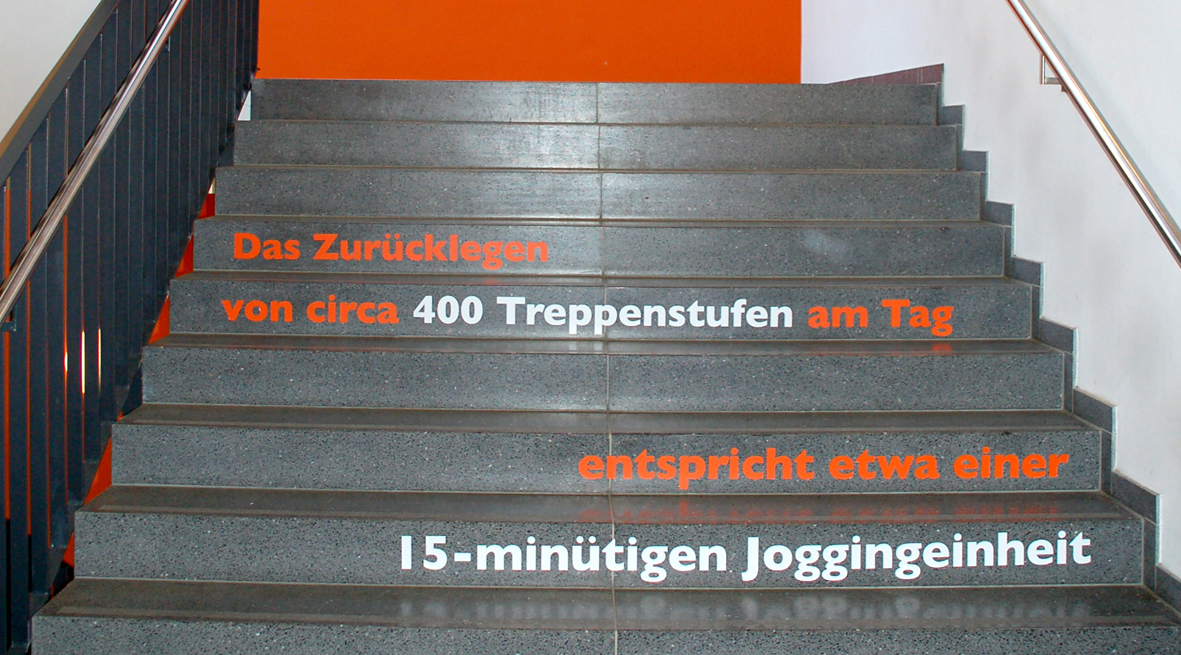 Das Zurücklegen
von circa 400 Treppenstufen am Tag
entspricht etwa einer
15-minütigen Joggingeinheit